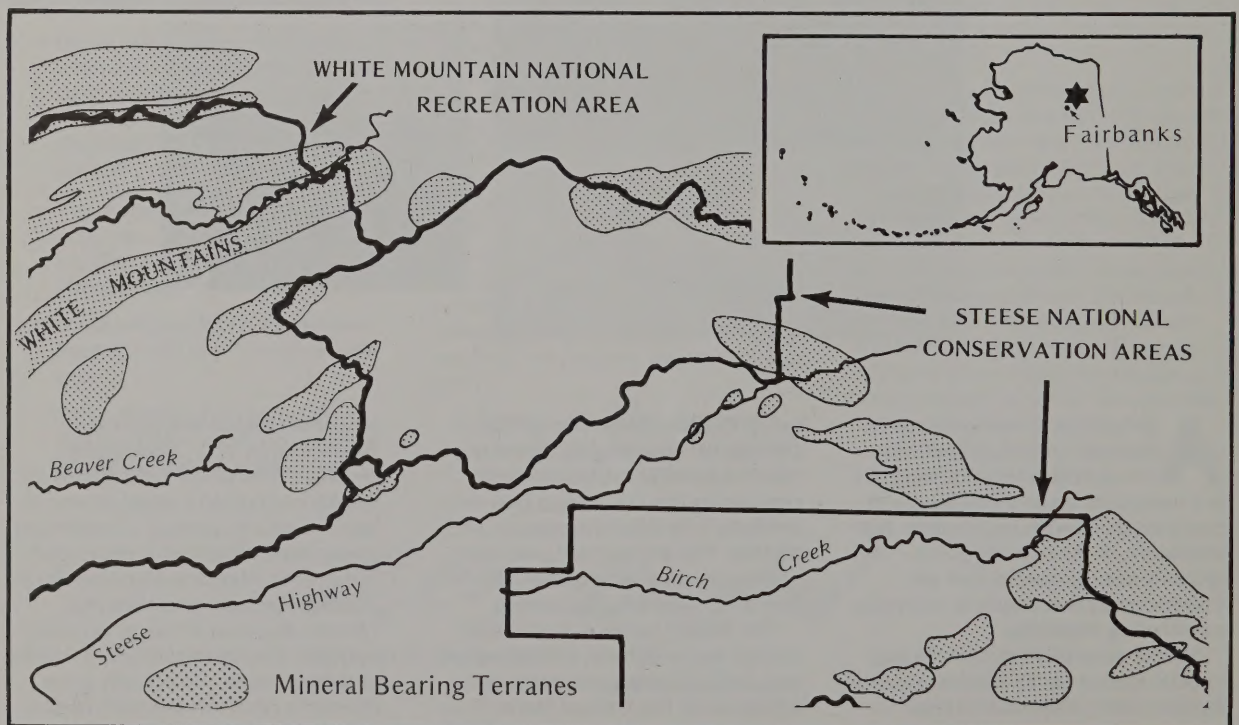 WHITE MOUNTAIN NATIONAL
RECREATION AREA
Fairbanks
WHITE MOUNTAINS
STEESE NATIONAL
CONSERVATION AREAS
Beaver Creek
Birch Creek
Steese Highway
Mineral Bearing Terranes